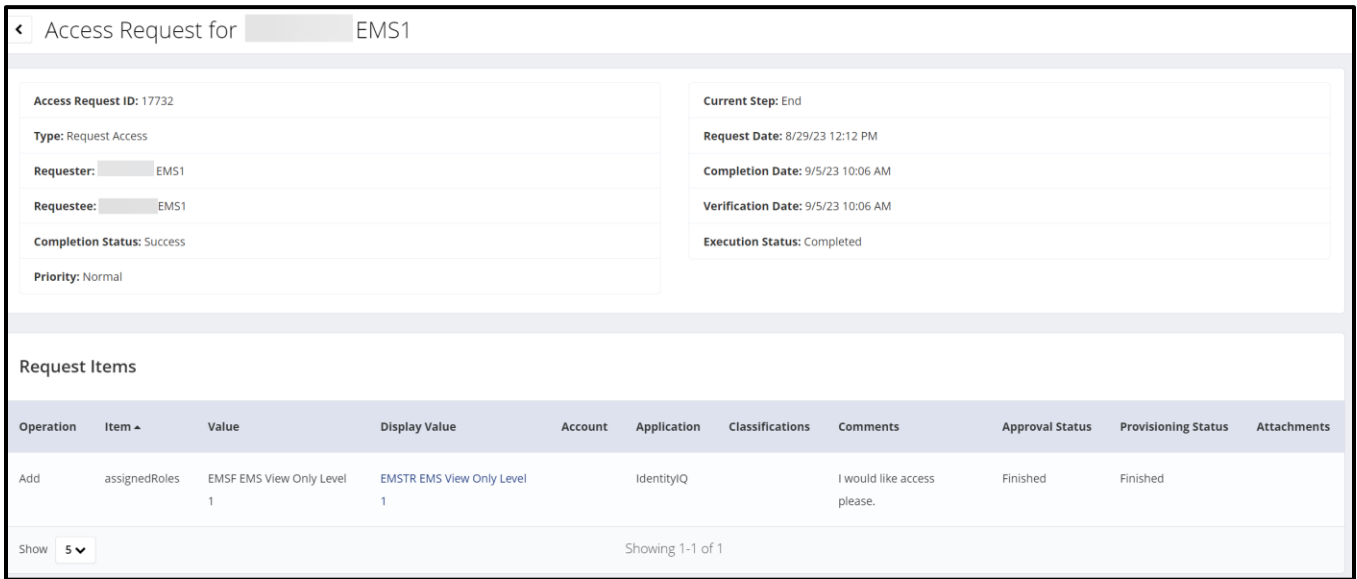 Access Request for EMS1
Access Request ID: 17732
Type: Request Access
Requester: EMS1
Requestee: EMS1
Completion Status: Success
Priority: Normal
Current Step: End
Request Date: 8/29/23 12:12 PM
Completion Date: 9/5/23 10:06 AM
Verification Date: 9/5/23 10:06 AM
Execution Status: Completed
Request Items
Operation Item Value Display Value Account Application Classifications Comments Approval Status Provisioning Status Attachments
Add assignedRoles EMSF EMS View Only Level EMSTR EMS View Only Level IdentityIQ I would like access Finished Finished
1 1 please.
Show 5 Showing 1-1 of 1